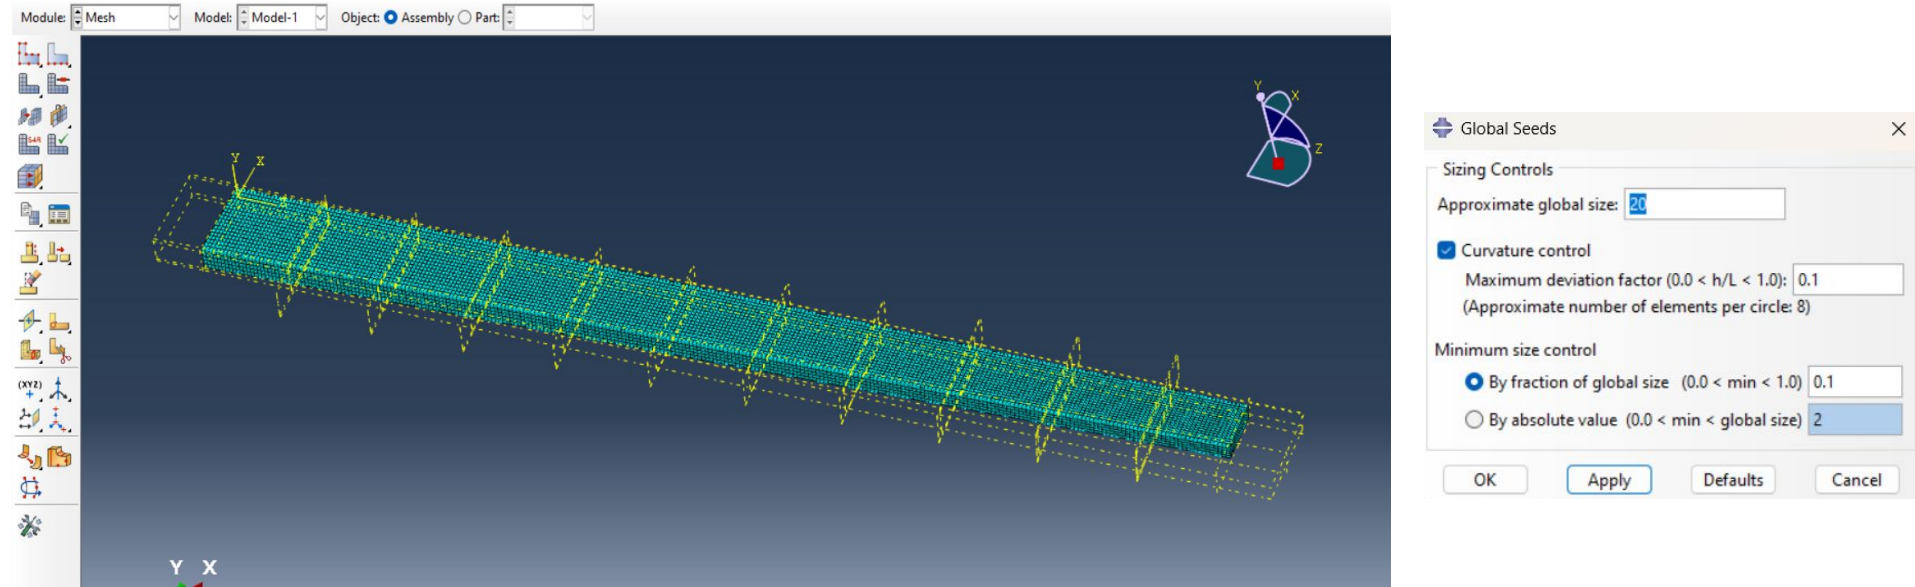 Module: Mesh Model: Model-1 Object: Assembly Part:
Y X
Z
Y X
Z
Y X
Global Seeds
Sizing Controls
Approximate global size: 20
Curvature control
Maximum deviation factor (0.0 < h/L < 1.0): 0.1
(Approximate number of elements per circle: 8)
Minimum size control
By fraction of global size (0.0 < min < 1.0) 0.1
By absolute value (0.0 < min < global size) 2
OK Apply Defaults Cancel